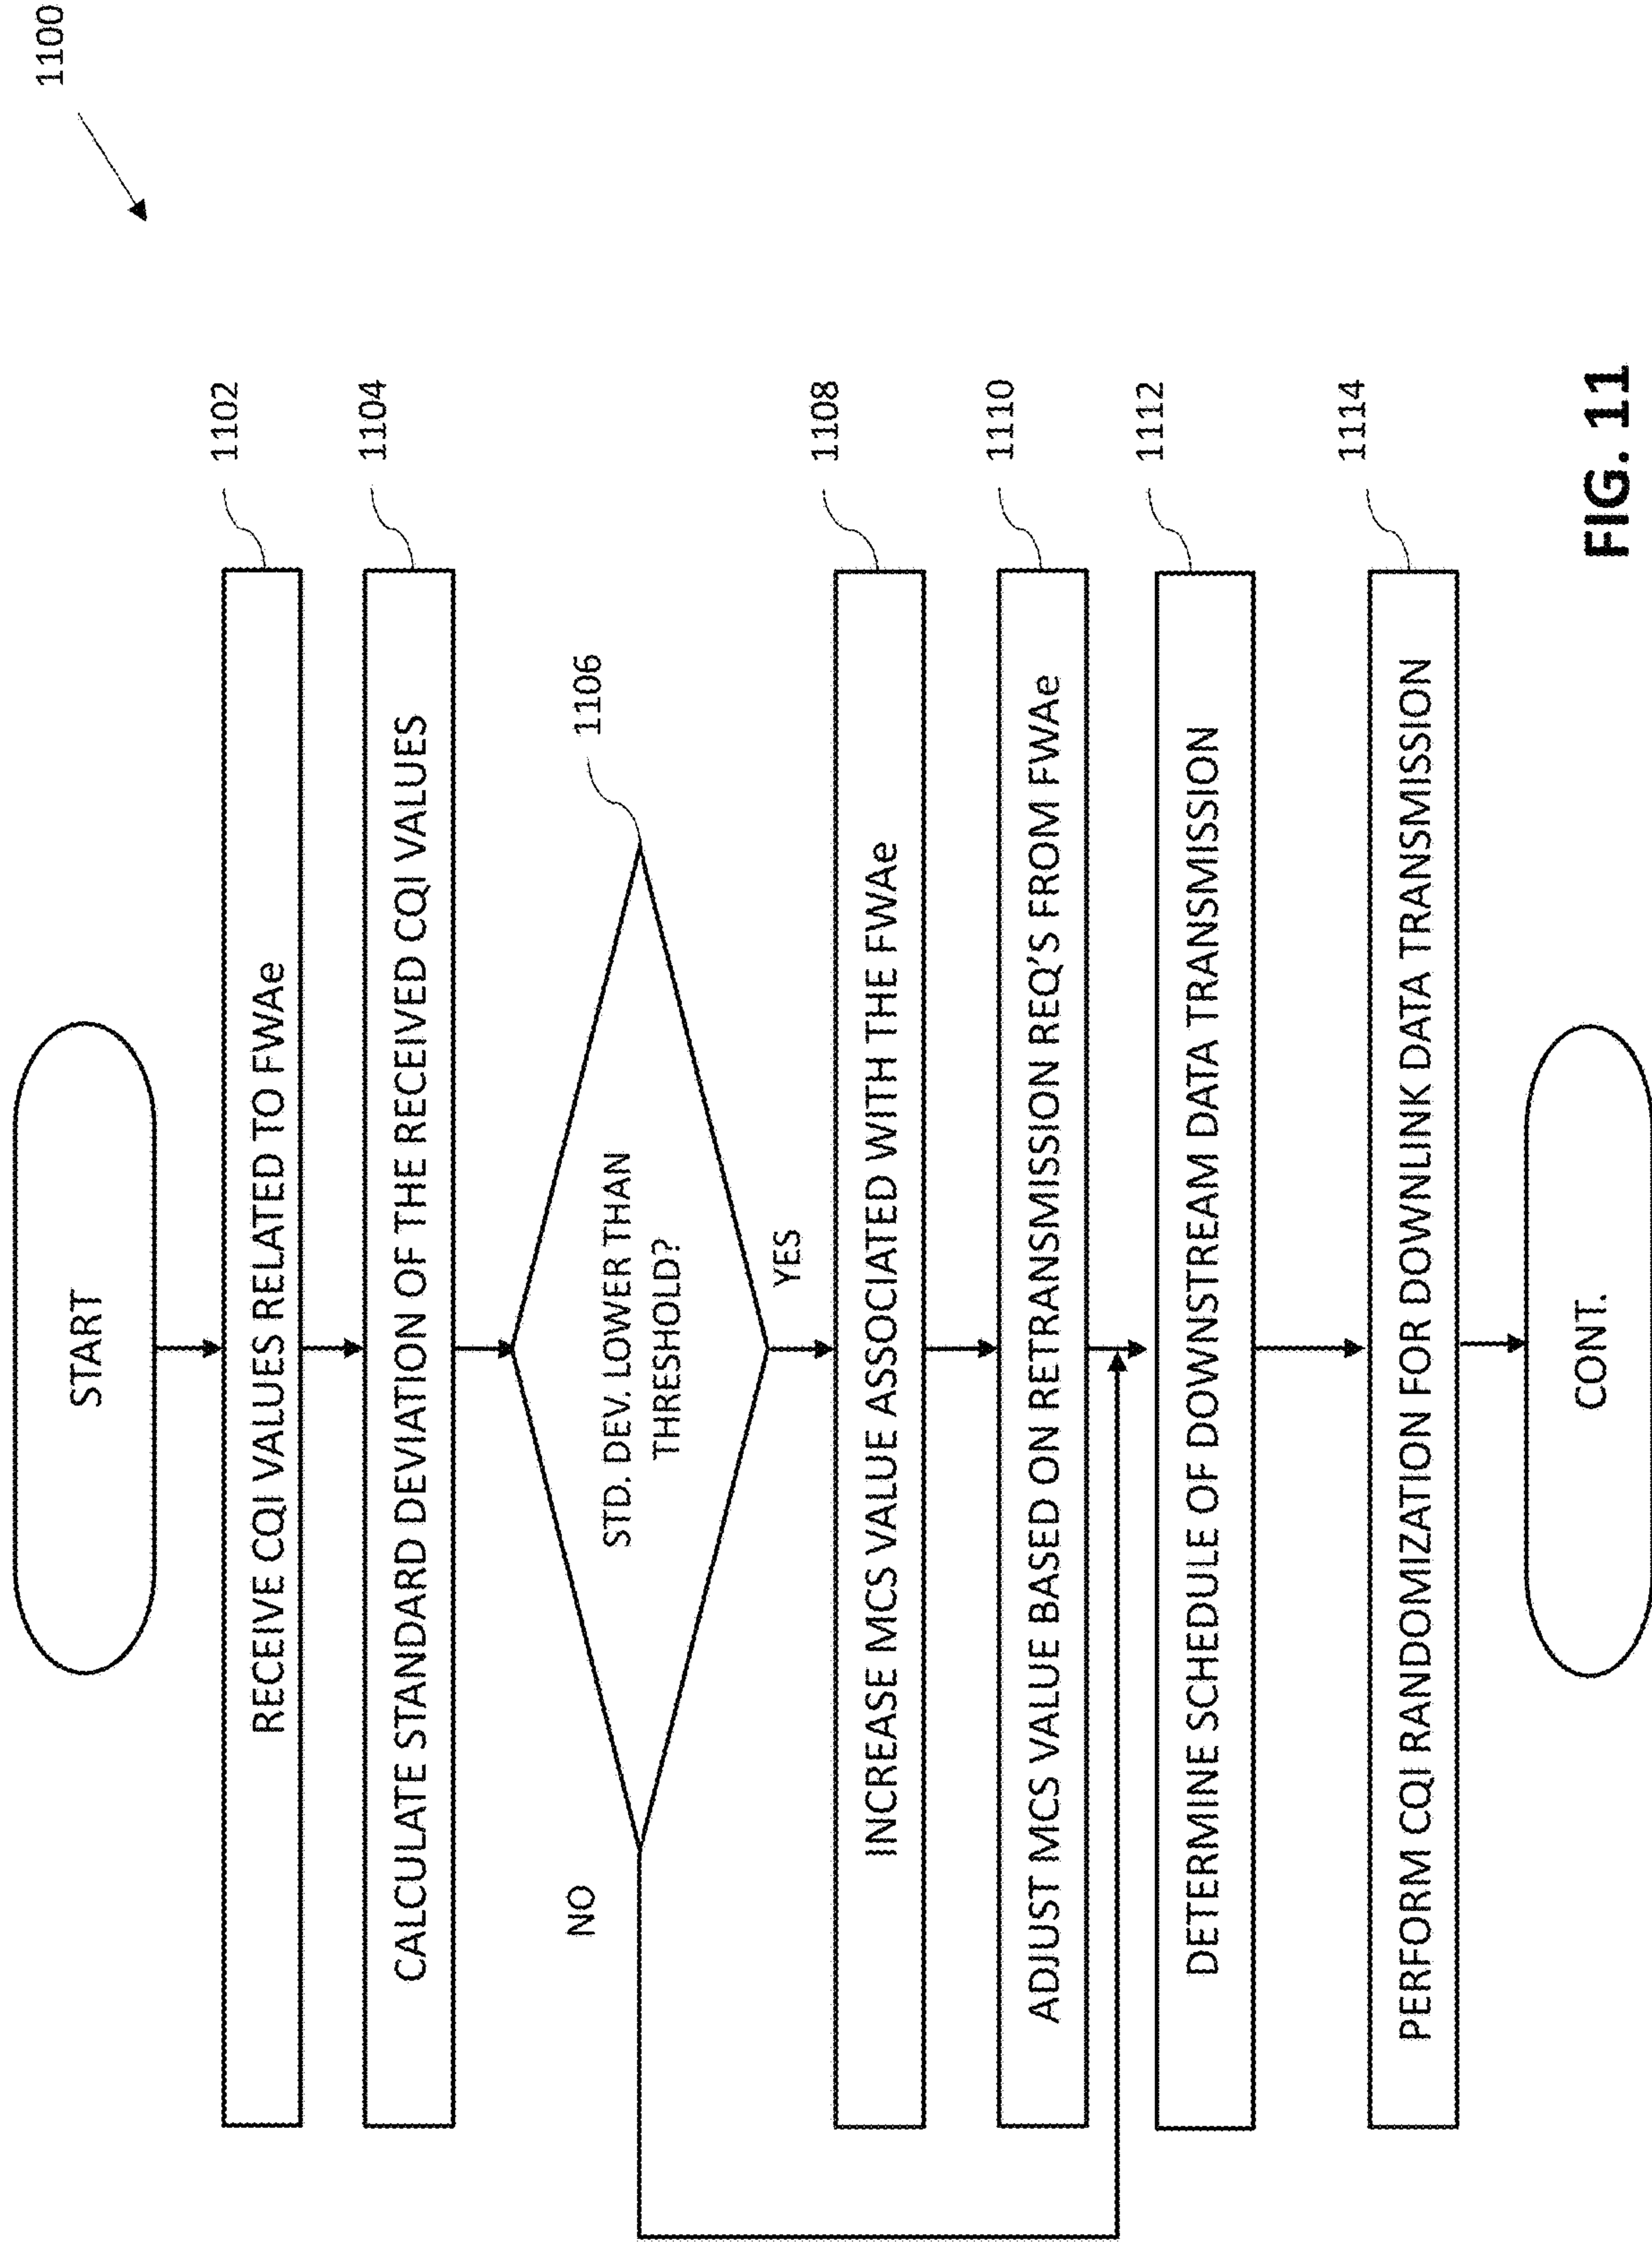 1100
START
RECEIVE CQI VALUES RELATED TO FWAe
1102
CALCULATE STANDARD DEVIATION OF THE RECEIVED CQI VALUES
1104
STD. DEV. LOWER THAN
THRESHOLD?
1106
NO
YES
INCREASE MCS VALUE ASSOCIATED WITH THE FWAe
1108
ADJUST MCS VALUE BASED ON RETRANSMISSION REQ'S FROM FWAe
1110
DETERMINE SCHEDULE OF DOWNSTREAM DATA TRANSMISSION
1112
PERFORM CQI RANDOMIZATION FOR DOWNLINK DATA TRANSMISSION
1114
CONT.
FIG. 11